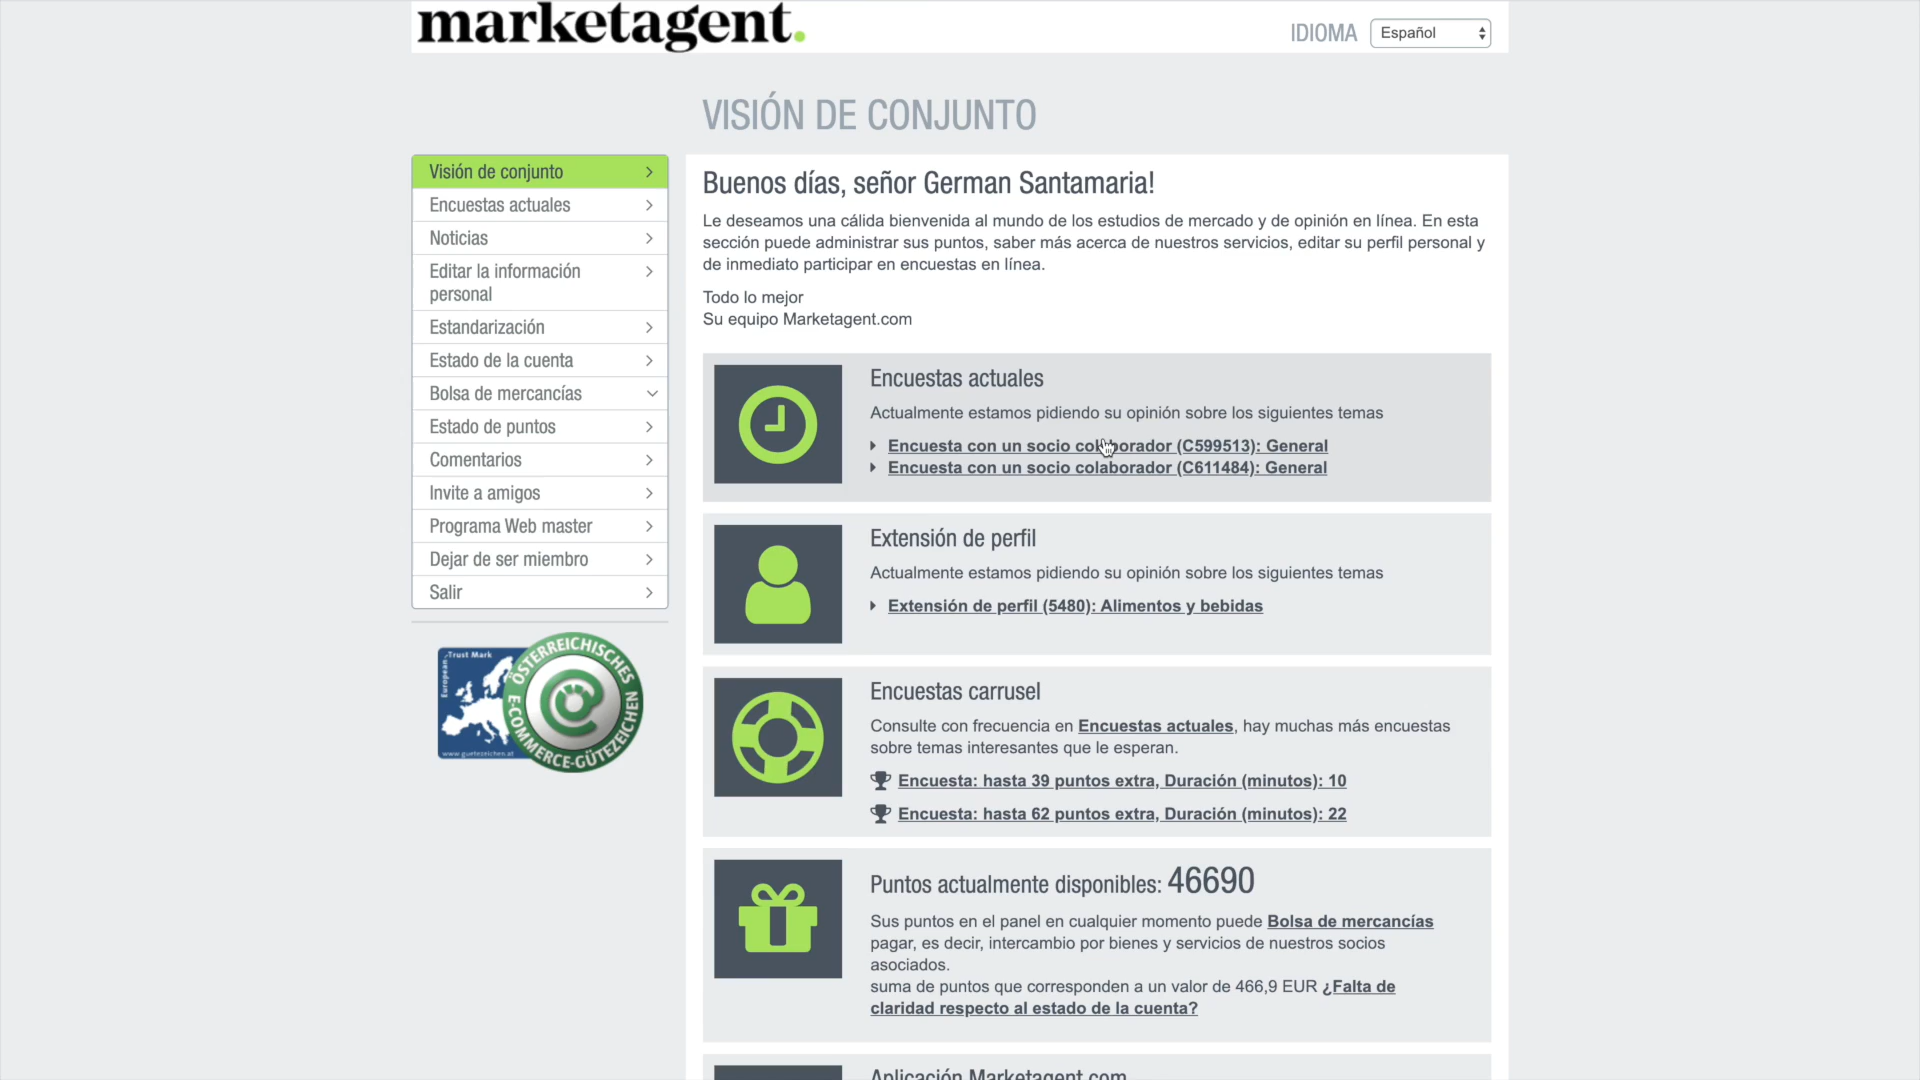 marketagent.
IDIOMA
Español
VISIÓN DE CONJUNTO
Visión de conjunto
Encuestas actuales
Noticias
Editar la información
personal
Estandarización
Estado de la cuenta
Bolsa de mercancías
Estado de puntos
Comentarios
Invite a amigos
Programa Web master
Dejar de ser miembro
Salir
European
Trust Mark
www.guetezeichen.at
ÖSTERREICHISCHES
E-COMMERCE-GÜTEZEICHEN
Buenos días, señor German Santamaria!
Le deseamos una cálida bienvenida al mundo de los estudios de mercado y de opinión en línea. En esta
sección puede administrar sus puntos, saber más acerca de nuestros servicios, editar su perfil personal y
de inmediato participar en encuestas en línea.
Todo lo mejor
Su equipo Marketagent.com
Encuestas actuales
Actualmente estamos pidiendo su opinión sobre los siguientes temas
Encuesta con un socio colaborador (C599513): General
Encuesta con un socio colaborador (C611484): General
Extensión de perfil
Actualmente estamos pidiendo su opinión sobre los siguientes temas
Extensión de perfil (5480): Alimentos y bebidas
Encuestas carrusel
Consulte con frecuencia en Encuestas actuales, hay muchas más encuestas
sobre temas interesantes que le esperan.
Encuesta: hasta 39 puntos extra, Duración (minutos): 10
Encuesta: hasta 62 puntos extra, Duración (minutos): 22
Puntos actualmente disponibles: 46690
Sus puntos en el panel en cualquier momento puede Bolsa de mercancías
pagar, es decir, intercambio por bienes y servicios de nuestros socios
asociados.
suma de puntos que corresponden a un valor de 466,9 EUR ¿Falta de
claridad respecto al estado de la cuenta?
Aplicación Marketagent.com